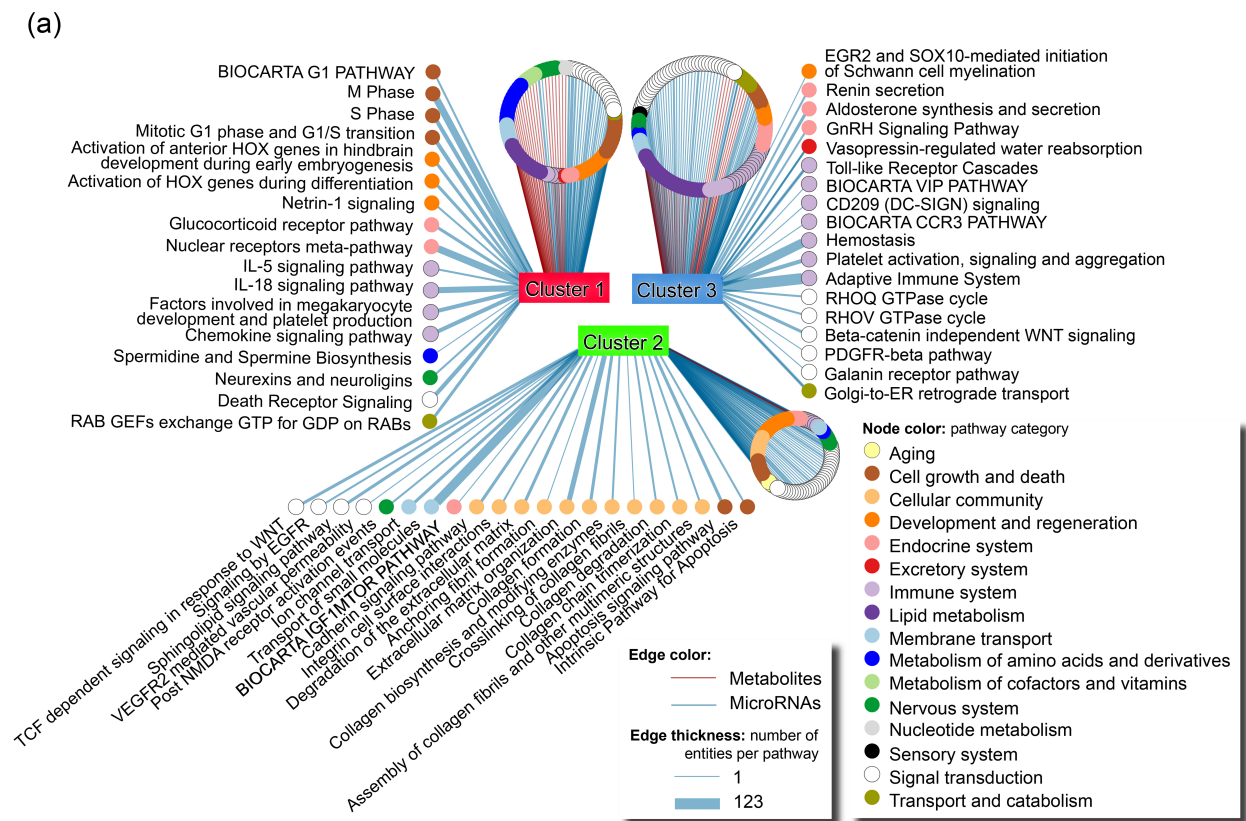 (a)
BIOCARTA G1 PATHWAY
M Phase
S Phase
Mitotic G1 phase and G1/S transition
Activation of anterior HOX genes in hindbrain
development during early embryogenesis
Activation of HOX genes during differentiation
Netrin-1 signaling
Glucocorticoid receptor pathway
Nuclear receptors meta-pathway
IL-5 signaling pathway
IL-18 signaling pathway
Factors involved in megakaryocyte
development and platelet production
Chemokine signaling pathway
Spermidine and Spermine Biosynthesis
Neurexins and neuroligins
Death Receptor Signaling
RAB GEFs exchange GTP for GDP on RABs
Cluster 1
Cluster 3
Cluster 2
EGR2 and SOX10-mediated initiation
of Schwann cell myelination
Renin secretion
Aldosterone synthesis and secretion
GnRH Signaling Pathway
Vasopressin-regulated water reabsorption
Toll-like Receptor Cascades
BIOCARTA VIP PATHWAY
CD209 (DC-SIGN) signaling
BIOCARTA CCR3 PATHWAY
Hemostasis
Platelet activation, signaling and aggregation
Adaptive Immune System
RHOQ GTPase cycle
RHOV GTPase cycle
Beta-catenin independent WNT signaling
PDGFR-beta pathway
Galanin receptor pathway
Golgi-to-ER retrograde transport
TCF dependent signaling in response to WNT
Signaling by EGFR
Sphingolipid signaling pathway
VEGFR2 mediated vascular permeability
Post NMDA receptor activation events
Ion channel transport
Transport of small molecules
BIOCARTA IGF1MTOR PATHWAY
Cadherin signaling pathway
Integrin cell surface interactions
Degradation of the extracellular matrix
Anchoring fibril formation
Extracellular matrix organization
Collagen formation
Collagen biosynthesis and modifying enzymes
Crosslinking of collagen fibrils
Collagen degradation
Collagen chain trimerization
Assembly of collagen fibrils and other multimeric structures
Apoptosis signaling pathway
Intrinsic Pathway for Apoptosis
Edge color:
Metabolites
MicroRNAs
Edge thickness: number of
entities per pathway
1
123
Node color: pathway category
Aging
Cell growth and death
Cellular community
Development and regeneration
Endocrine system
Excretory system
Immune system
Lipid metabolism
Membrane transport
Metabolism of amino acids and derivatives
Metabolism of cofactors and vitamins
Nervous system
Nucleotide metabolism
Sensory system
Signal transduction
Transport and catabolism